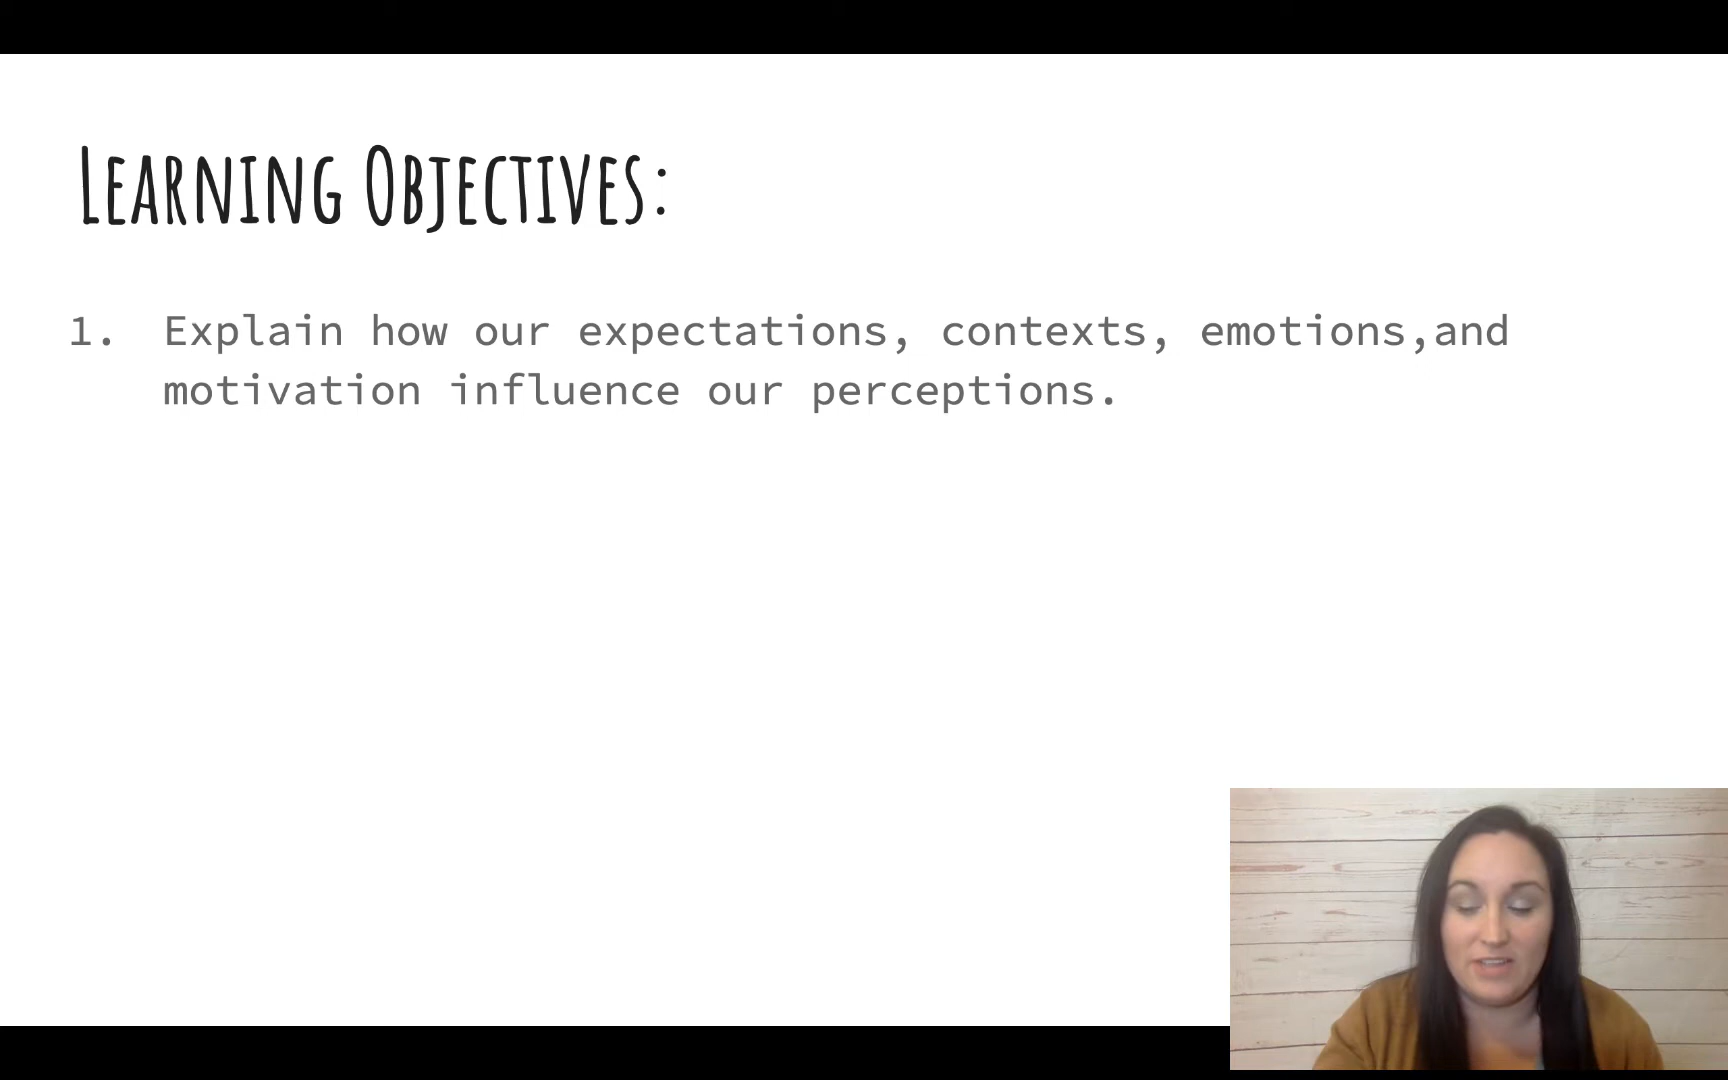 Learning Objectives:
1. Explain how our expectations, contexts, emotions,and
motivation influence our perceptions.